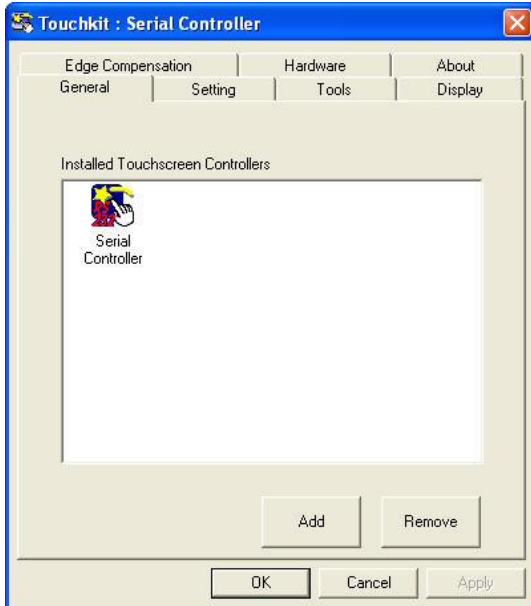 Touchkit : Serial Controller
Edge Compensation Hardware About
General Setting Tools Display
Installed Touchscreen Controllers
Serial
Controller
Add Remove
OK Cancel Apply